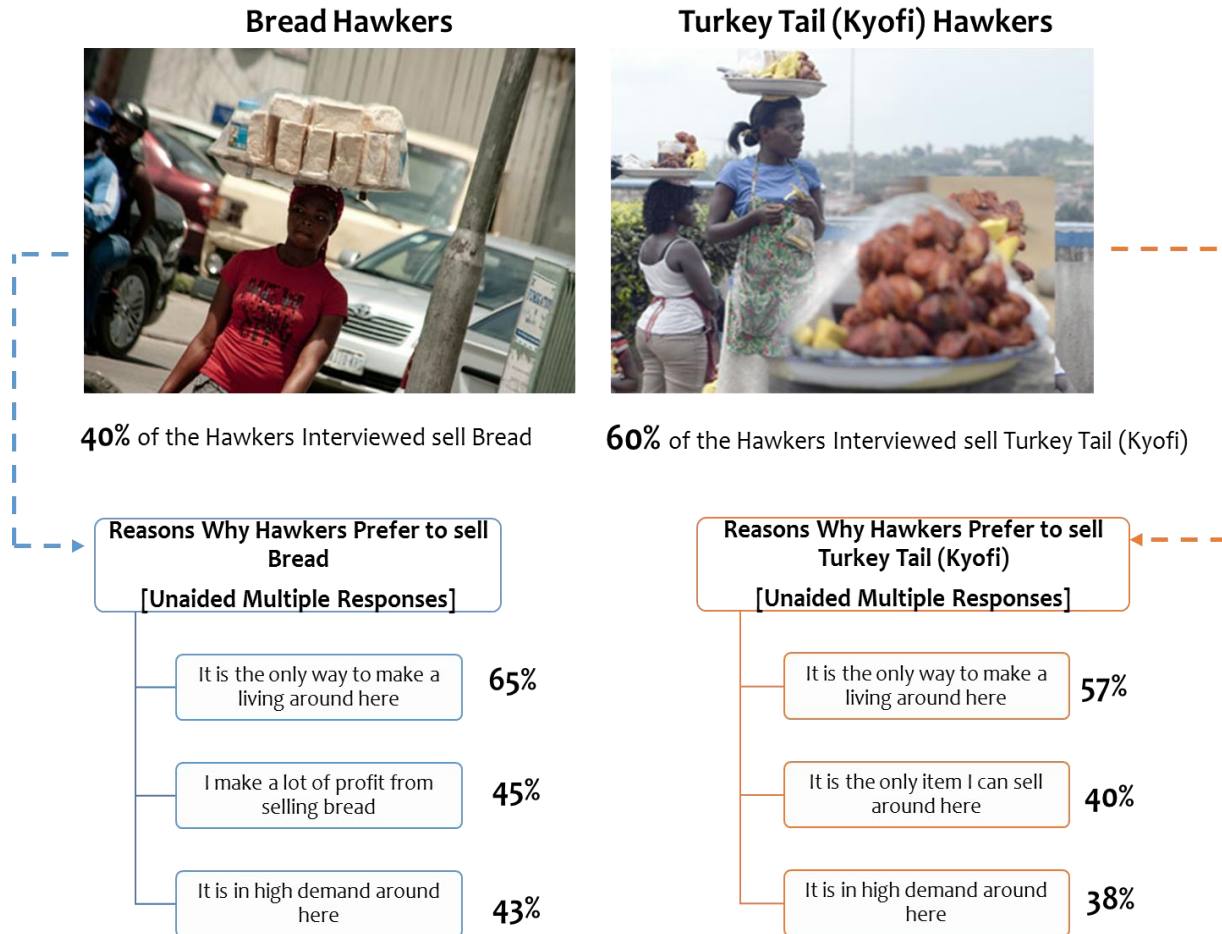 Bread Hawkers
Turkey Tail (Kyofi) Hawkers
40% of the Hawkers Interviewed sell Bread
60% of the Hawkers Interviewed sell Turkey Tail (Kyofi)
Reasons Why Hawkers Prefer to sell
Bread
[Unaided Multiple Responses]
It is the only way to make a
living around here
65%
I make a lot of profit from
selling bread
45%
It is in high demand around
here
43%
Reasons Why Hawkers Prefer to sell
Turkey Tail (Kyofi)
[Unaided Multiple Responses]
It is the only way to make a
living around here
57%
It is the only item I can sell
around here
40%
It is in high demand around
here
38%